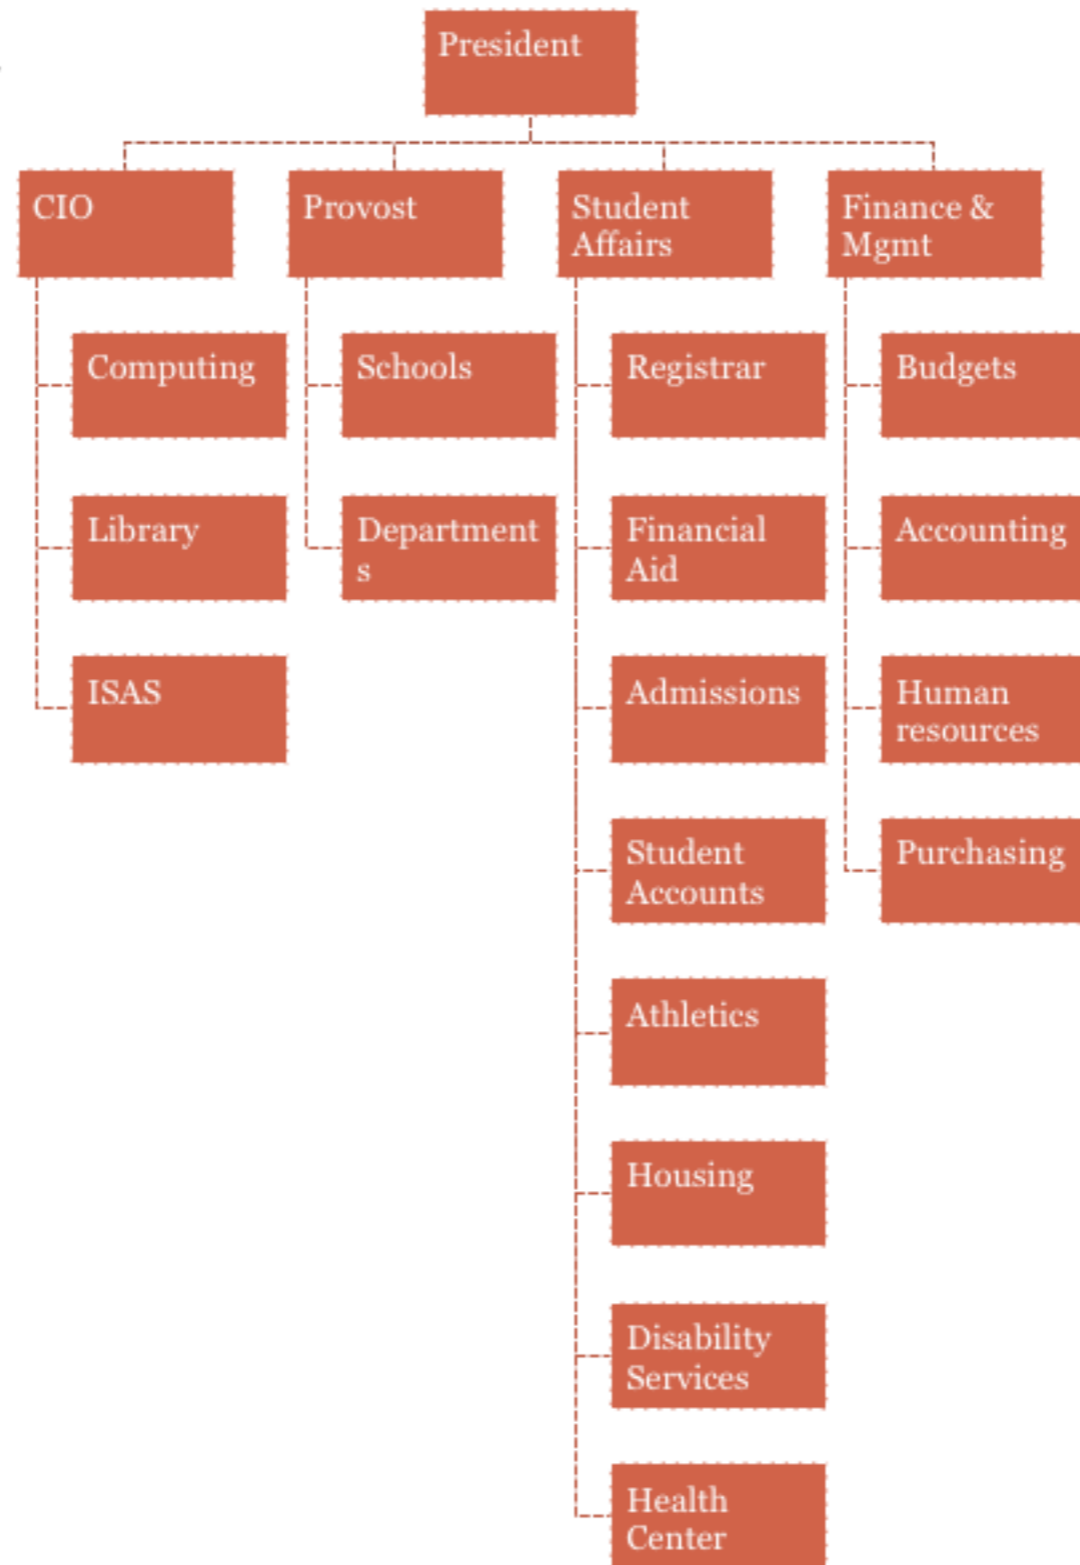 President
CIO
Provost
Student
Affairs
Finance &
Mgmt
Computing
Schools
Registrar
Budgets
Library
Department
s
Financial
Aid
Accounting
ISAS
Admissions
Human
resources
Student
Accounts
Purchasing
Athletics
Housing
Disability
Services
Health
Center